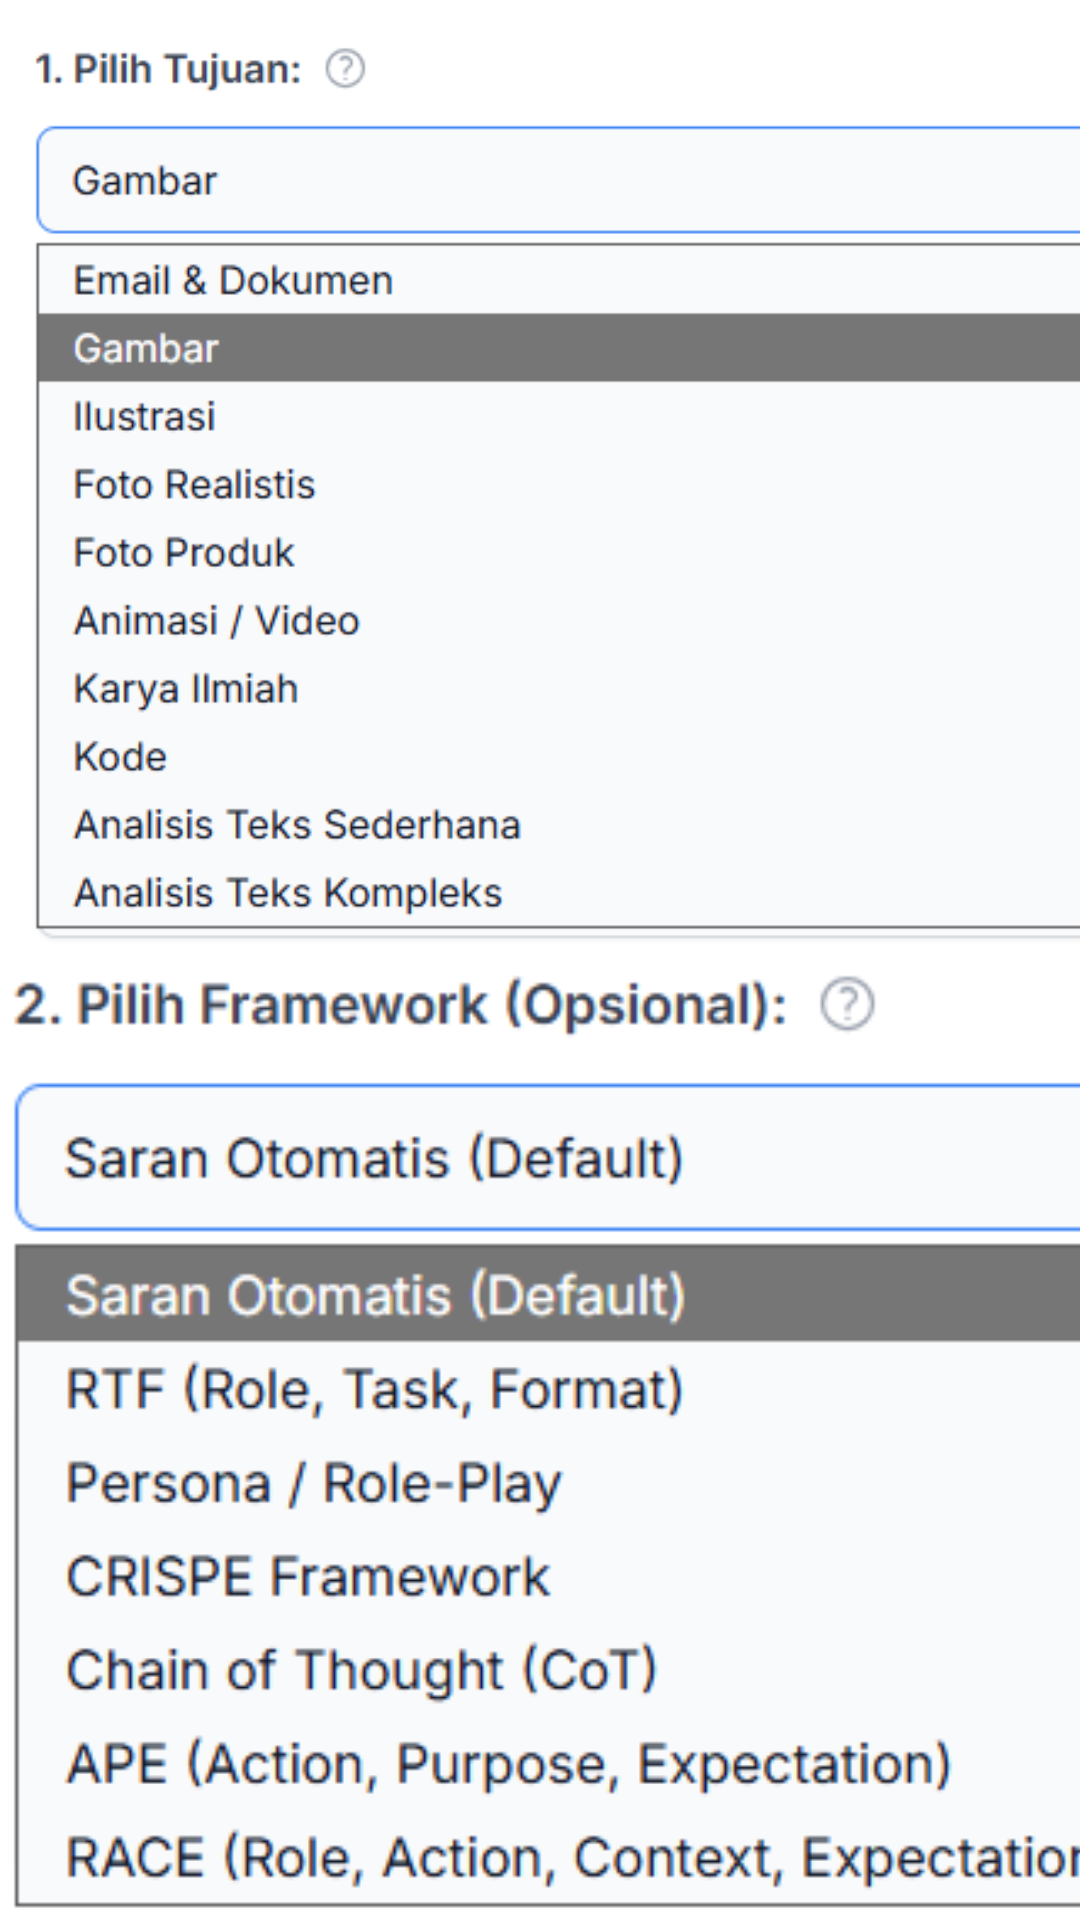 1. Pilih Tujuan: ?
Gambar
Email & Dokumen
Gambar
Ilustrasi
Foto Realistis
Foto Produk
Animasi / Video
Karya Ilmiah
Kode
Analisis Teks Sederhana
Analisis Teks Kompleks
2. Pilih Framework (Opsional): ?
Saran Otomatis (Default)
Saran Otomatis (Default)
RTF (Role, Task, Format)
Persona / Role-Play
CRISPE Framework
Chain of Thought (CoT)
APE (Action, Purpose, Expectation)
RACE (Role, Action, Context, Expectation